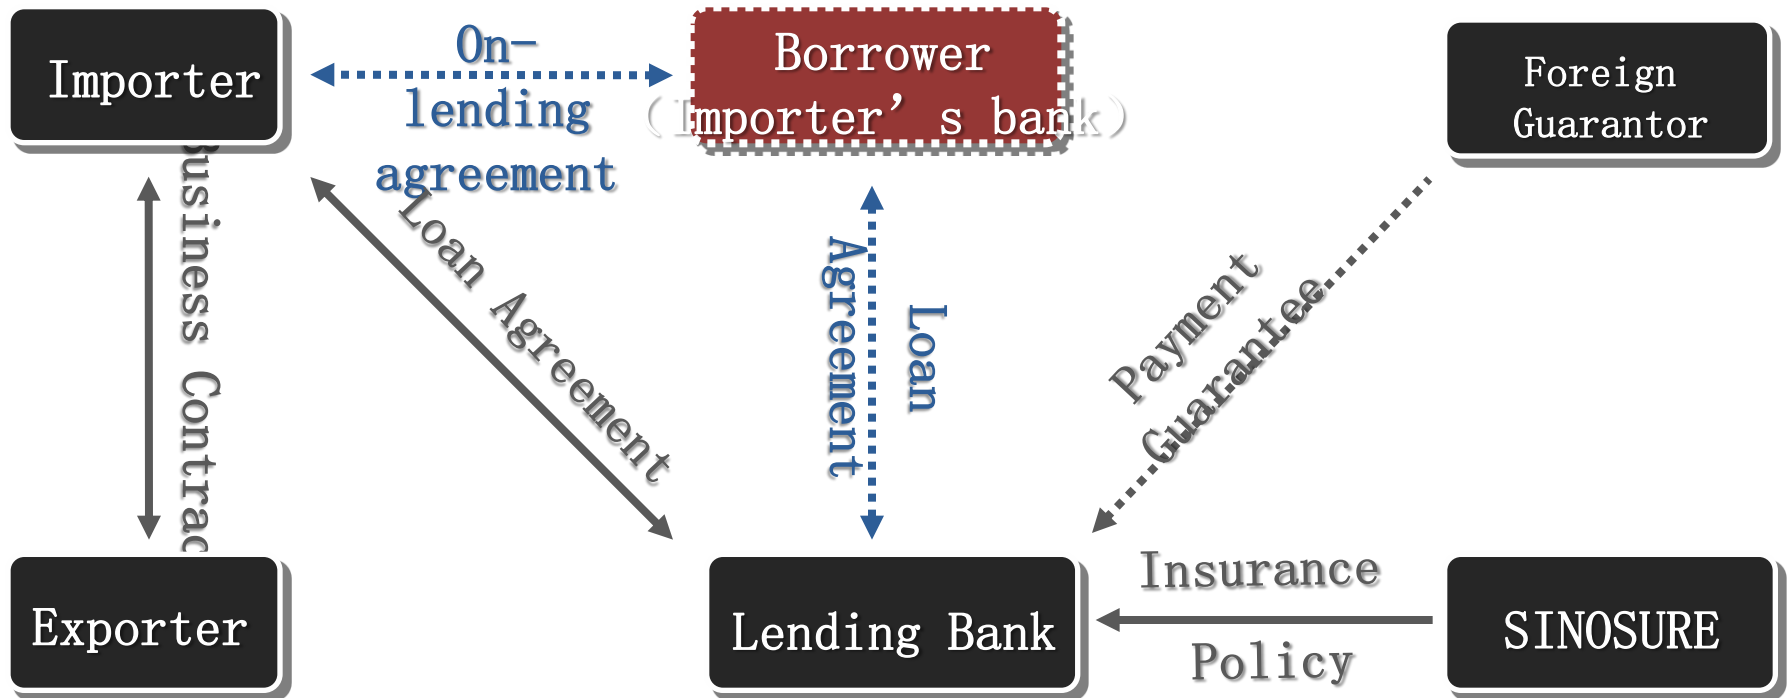 Importer
On-
lending
agreement
Borrower
（Importer’s bank）
Foreign
Guarantor
Business Contrac
Loan Agreement
Loan
Agreement
Payment
Guarantee
Exporter
Lending Bank
Insurance
Policy
SINOSURE